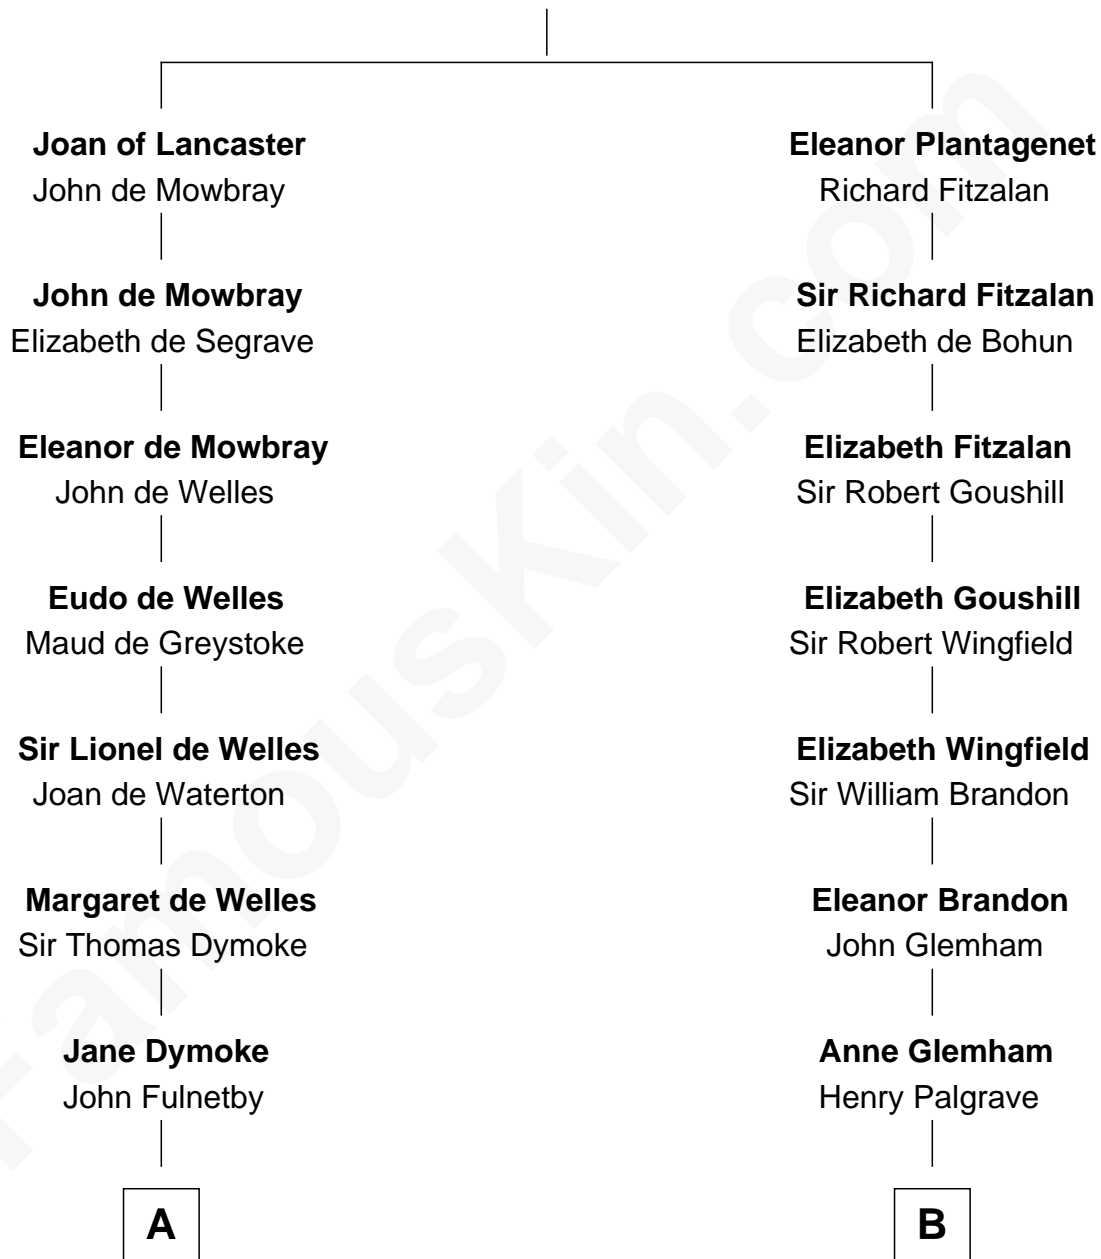 Joan of Lancaster
John de Mowbray
John de Mowbray
Elizabeth de Segrave
Eleanor de Mowbray
John de Welles
Eudo de Welles
Maud de Greystoke
Sir Lionel de Welles
Joan de Waterton
Margaret de Welles
Sir Thomas Dymoke
Jane Dymoke
John Fulnetby
A
Eleanor Plantagenet
Richard Fitzalan
Sir Richard Fitzalan
Elizabeth de Bohun
Elizabeth Fitzalan
Sir Robert Goushill
Elizabeth Goushill
Sir Robert Wingfield
Elizabeth Wingfield
Sir William Brandon
Eleanor Brandon
John Glemham
Anne Glemham
Henry Palgrave
B
FamousKin.com